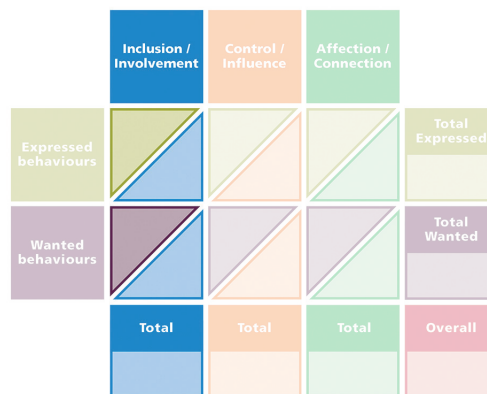 Inclusion /
Involvement
Control /
Influence
Affection /
Connection
Expressed
behaviours
Total
Expressed
Wanted
behaviours
Total
Wanted
Total
Total
Total
Overall